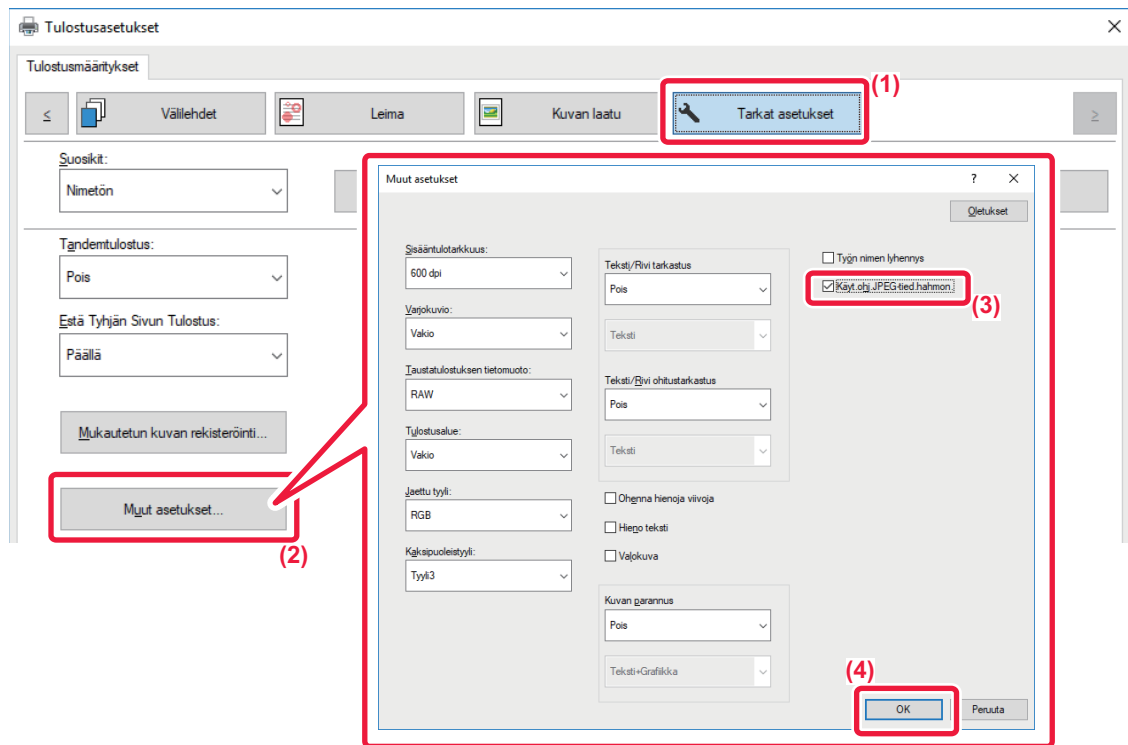 Tulostusasetukset
Tulostusmääritykset
(1)
<
Välilehdet
Leima
Kuvan laatu
Tarkat asetukset
>
Suosikit:
Nimetön
Tandemtulostus:
Pois
Estä Tyhjän Sivun Tulostus:
Päällä
Mukautetun kuvan rekisteröinti...
Muut asetukset...
(2)
Muut asetukset
?
Oletukset
Sisääntulotarkkuus:
600 dpi
Varjokuvio:
Vakio
Taustatulostuksen tietomuoto:
RAW
Tulostusalue:
Vakio
Jaettu tyyli:
RGB
Kaksipuoleistyyli:
Tyyli3
Teksti/Rivi tarkastus
Pois
Teksti
Teksti/Rivi ohitustarkastus
Pois
Teksti
Ohenna hienoja viivoja
Hieno teksti
Valokuva
Kuvan parannus
Pois
Teksti+Grafiikka
Työn nimen lyhennys
Käyt.ohj.JPEG-tied.hahmon.
(3)
(4)
OK
Peruuta